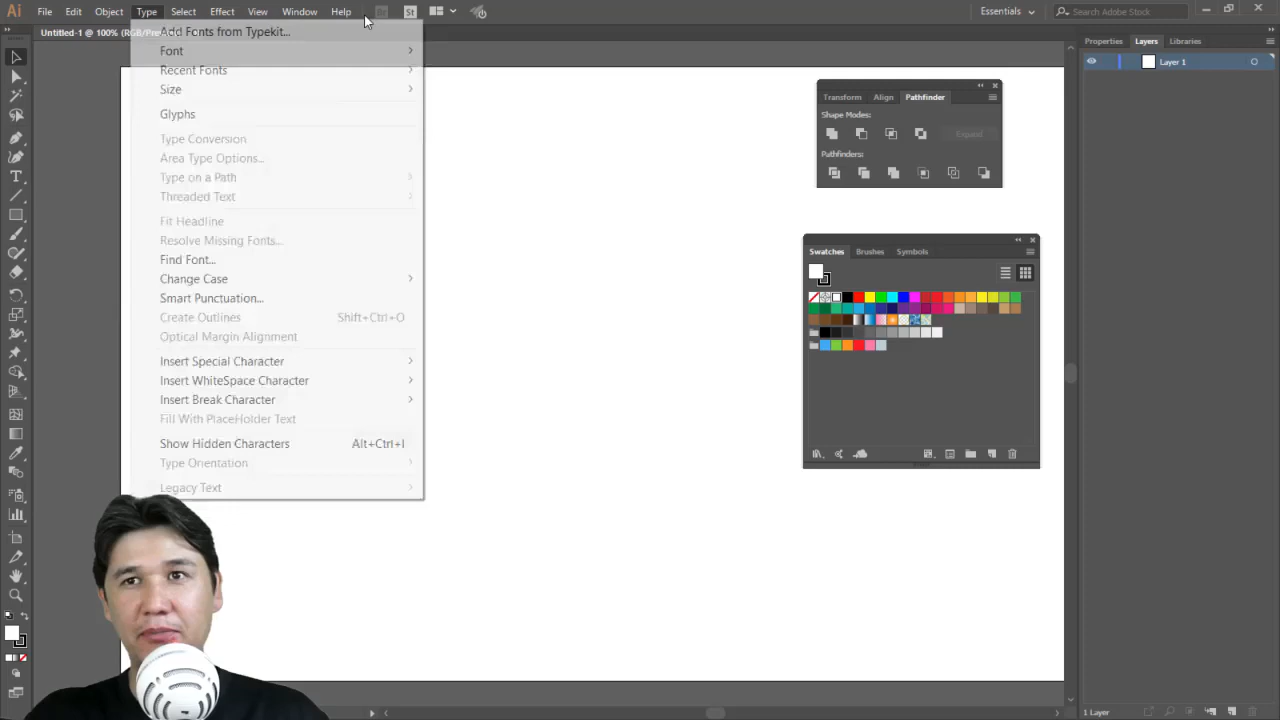 Ai File Edit Object Type Select Effect View Window Help Br St Essentials Search Adobe Stock
Untitled-1 @ 100% (RGB/Pre
Add Fonts from Typekit...
Font
Recent Fonts
Size
Glyphs
Type Conversion
Area Type Options...
Type on a Path
Threaded Text
Fit Headline
Resolve Missing Fonts...
Find Font...
Change Case
Smart Punctuation...
Create Outlines Shift+Ctrl+O
Optical Margin Alignment
Insert Special Character
Insert WhiteSpace Character
Insert Break Character
Fill With PlaceHolder Text
Show Hidden Characters Alt+Ctrl+I
Type Orientation
Legacy Text
Transform Align Pathfinder
Shape Modes:
Expand
Pathfinders:
Swatches Brushes Symbols
Properties Layers Libraries
Layer 1
1 Layer